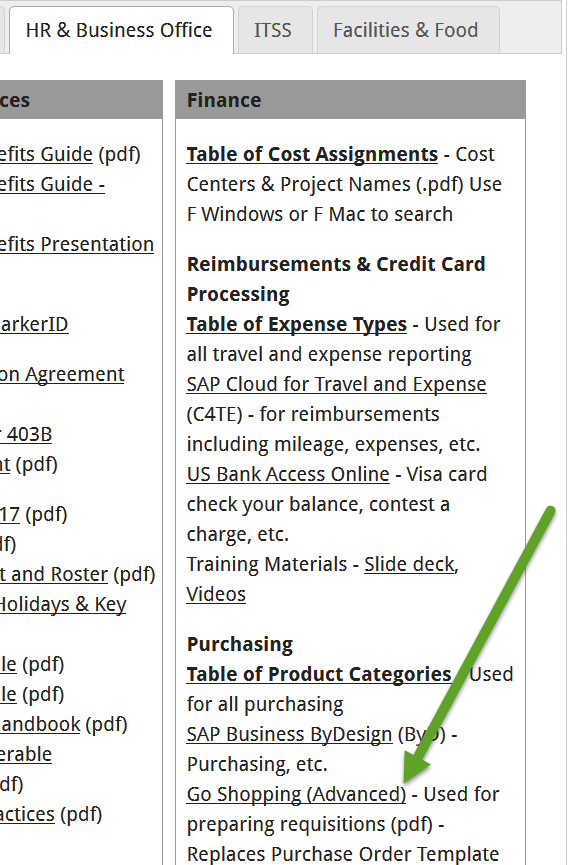 HR & Business Office
ITSS
Facilities & Food
ces
efits Guide (pdf)
efits Guide -
efits Presentation
arkerID
on Agreement
r 403B
nt (pdf)
17 (pdf)
df)
t and Roster (pdf)
Holidays & Key
le (pdf)
le (pdf)
andbook (pdf)
erable
df)
actices (pdf)
Finance
Table of Cost Assignments - Cost
Centers & Project Names (.pdf) Use
F Windows or F Mac to search
Reimbursements & Credit Card
Processing
Table of Expense Types - Used for
all travel and expense reporting
SAP Cloud for Travel and Expense
(C4TE) - for reimbursements
including mileage, expenses, etc.
US Bank Access Online - Visa card
check your balance, contest a
charge, etc.
Training Materials - Slide deck,
Videos
Purchasing
Table of Product Categories - Used
for all purchasing
SAP Business ByDesign (ByD) -
Purchasing, etc.
Go Shopping (Advanced) - Used for
preparing requisitions (pdf) -
Replaces Purchase Order Template